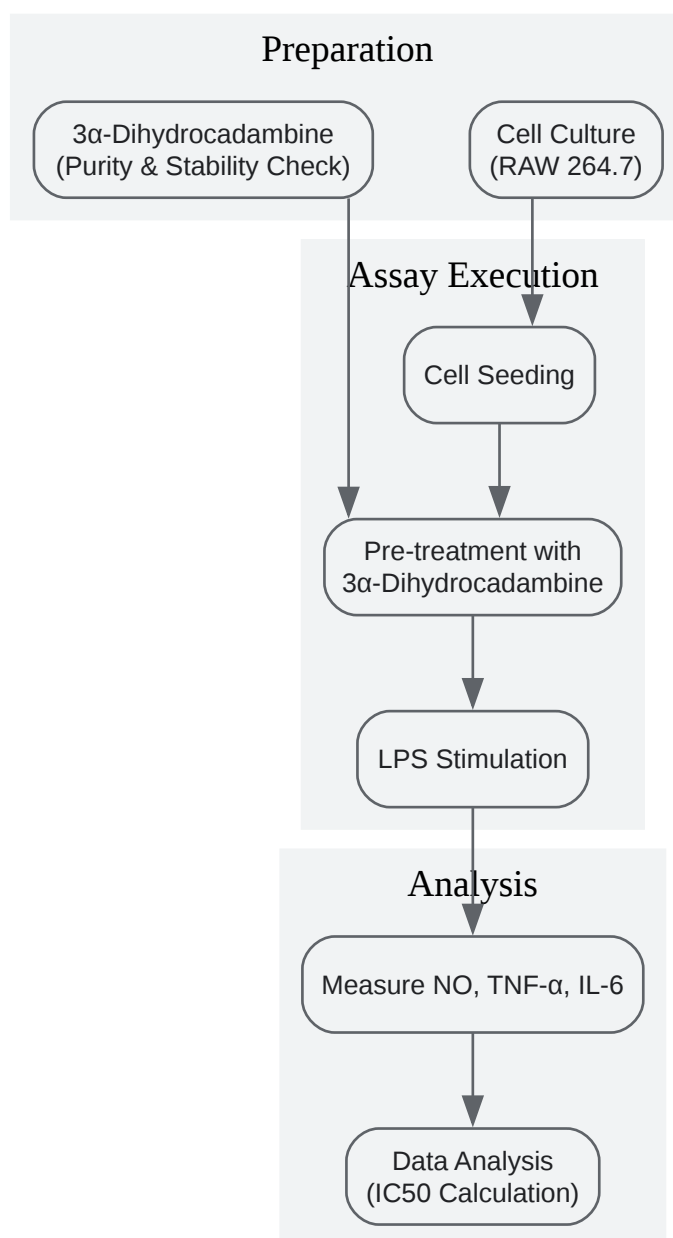 Preparation
3α-Dihydrocadambine
(Purity & Stability Check)
Cell Culture
(RAW 264.7)
Assay Execution
Cell Seeding
Pre-treatment with
3α-Dihydrocadambine
LPS Stimulation
Analysis
Measure NO, TNF-α, IL-6
Data Analysis
(IC50 Calculation)